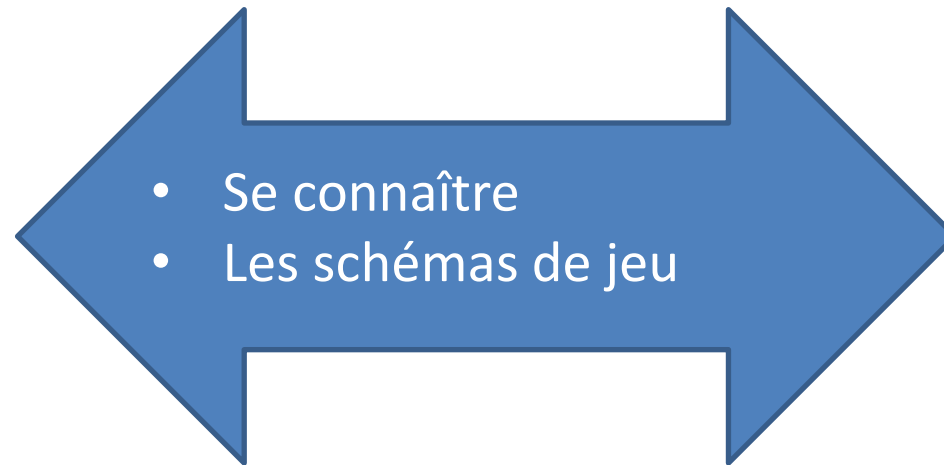 • Se connaître
• Les schémas de jeu